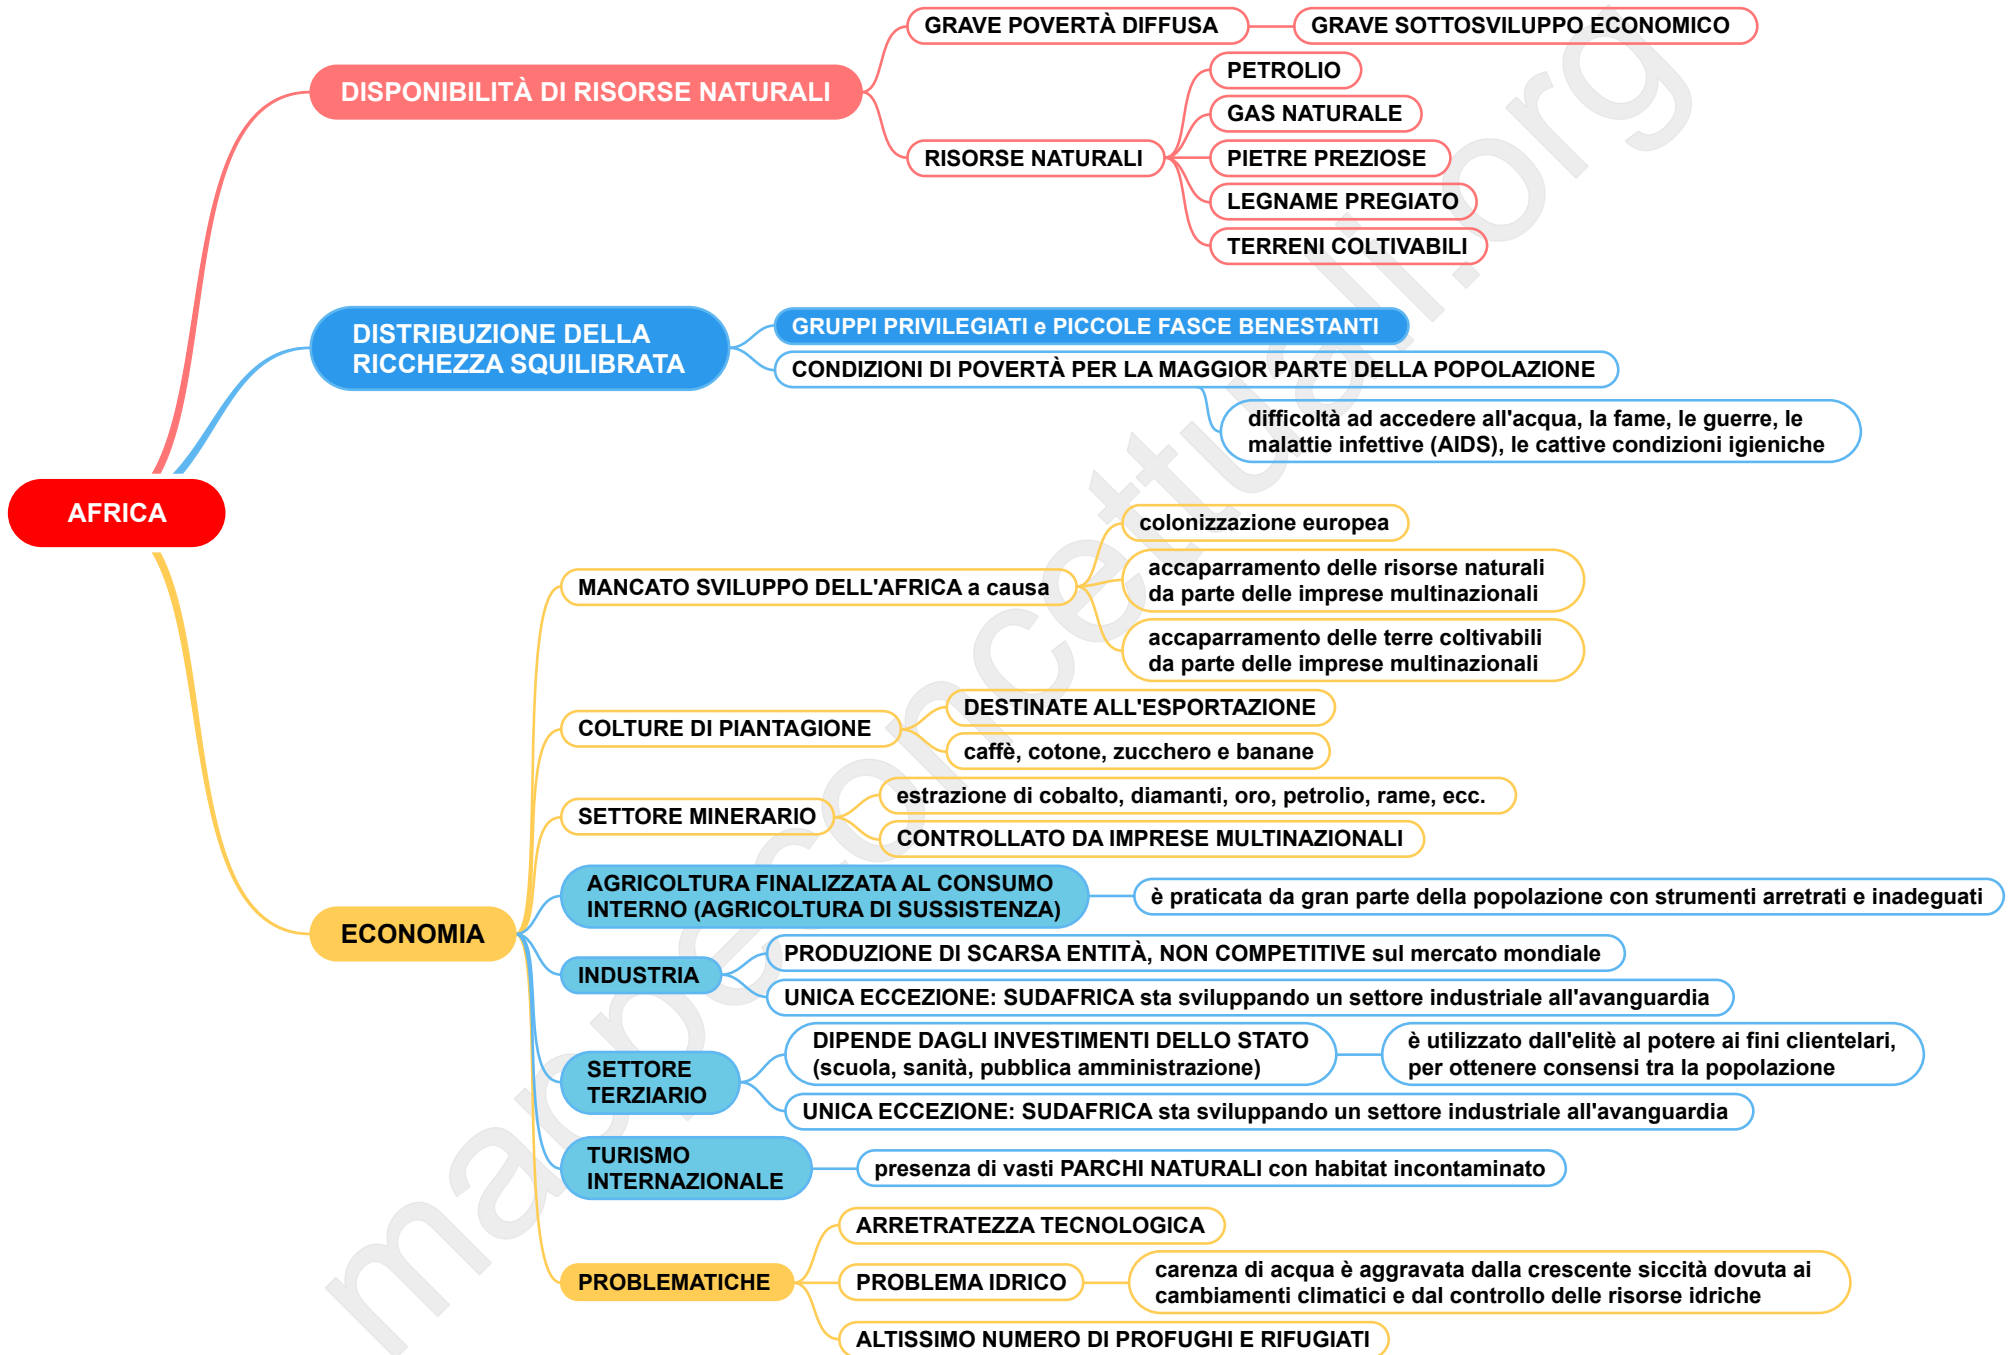 GRAVE POVERTÀ DIFFUSA
GRAVE SOTTOSVILUPPO ECONOMICO
DISPONIBILITÀ DI RISORSE NATURALI
PETROLIO
GAS NATURALE
RISORSE NATURALI
PIETRE PREZIOSE
LEGNAME PREGIATO
TERRENI COLTIVABILI
DISTRIBUZIONE DELLA
RICCHEZZA SQUILIBRATA
GRUPPI PRIVILEGIATI e PICCOLE FASCE BENESTANTI
CONDIZIONI DI POVERTÀ PER LA MAGGIOR PARTE DELLA POPOLAZIONE
difficoltà ad accedere all'acqua, la fame, le guerre, le
malattie infettive (AIDS), le cattive condizioni igieniche
AFRICA
ECONOMIA
MANCATO SVILUPPO DELL'AFRICA a causa
colonizzazione europea
accaparramento delle risorse naturali
da parte delle imprese multinazionali
accaparramento delle terre coltivabili
da parte delle imprese multinazionali
COLTURE DI PIANTAGIONE
DESTINATE ALL'ESPORTAZIONE
caffè, cotone, zucchero e banane
SETTORE MINERARIO
estrazione di cobalto, diamanti, oro, petrolio, rame, ecc.
CONTROLLATO DA IMPRESE MULTINAZIONALI
AGRICOLTURA FINALIZZATA AL CONSUMO
INTERNO (AGRICOLTURA DI SUSSISTENZA)
è praticata da gran parte della popolazione con strumenti arretrati e inadeguati
INDUSTRIA
PRODUZIONE DI SCARSA ENTITÀ, NON COMPETITIVE sul mercato mondiale
UNICA ECCEZIONE: SUDAFRICA sta sviluppando un settore industriale all'avanguardia
SETTORE
TERZIARIO
DIPENDE DAGLI INVESTIMENTI DELLO STATO
(scuola, sanità, pubblica amministrazione)
è utilizzato dall'elitè al potere ai fini clientelari,
per ottenere consensi tra la popolazione
UNICA ECCEZIONE: SUDAFRICA sta sviluppando un settore industriale all'avanguardia
TURISMO
INTERNAZIONALE
presenza di vasti PARCHI NATURALI con habitat incontaminato
PROBLEMATICHE
ARRETRATEZZA TECNOLOGICA
PROBLEMA IDRICO
carenza di acqua è aggravata dalla crescente siccità dovuta ai
cambiamenti climatici e dal controllo delle risorse idriche
ALTISSIMO NUMERO DI PROFUGHI E RIFUGIATI
mappeconcettuali.org